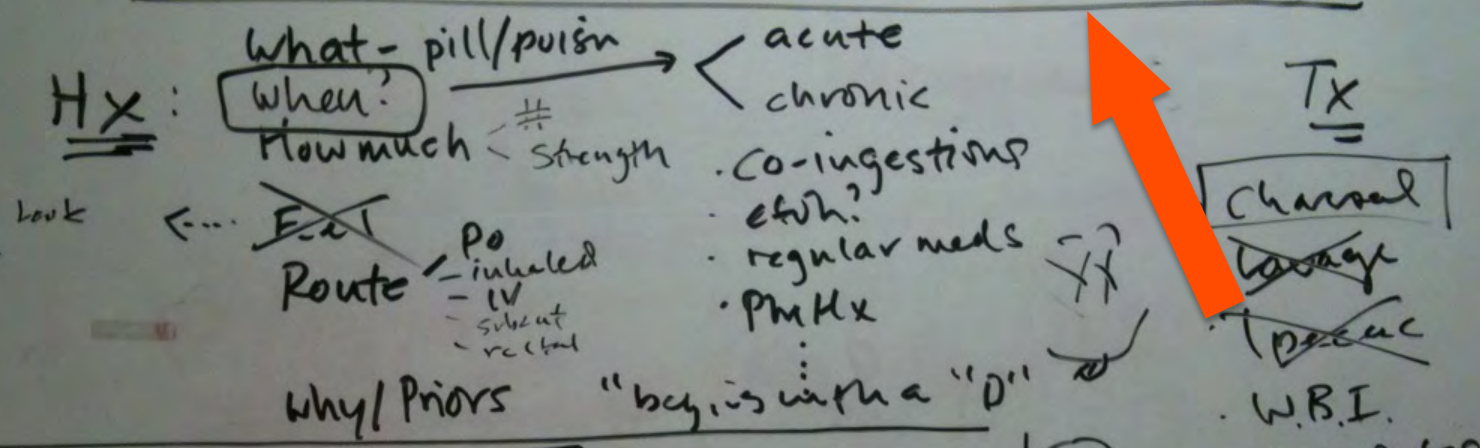 Hx:
What - pill/poisn
When?
How much
#
Strength
Look
Route
PO
- inhaled
- IV
- subcut
- rectal
Why/Priors
acute
chronic
· Co-ingestions
· etoh?
· regular meds
· PMHx
"begins with a "D"
Tx
Charcoal
Lavage
· Ipecac
· W.B.I.